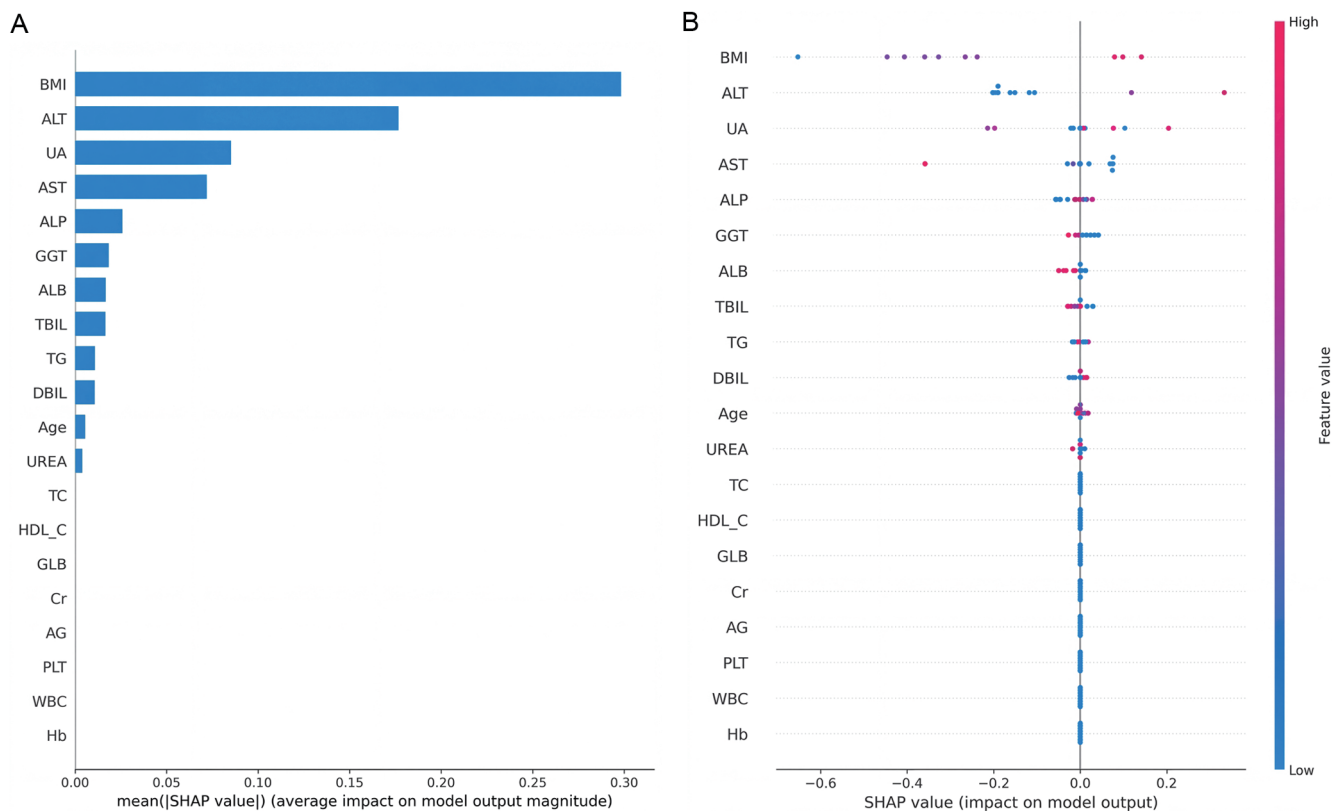 A
BMI
ALT
UA
AST
ALP
GGT
ALB
TBIL
TG
DBIL
Age
UREA
TC
HDL_C
GLB
Cr
AG
PLT
WBC
Hb
0.00 0.05 0.10 0.15 0.20 0.25 0.30
mean(|SHAP value|) (average impact on model output magnitude)
B
BMI
ALT
UA
AST
ALP
GGT
ALB
TBIL
TG
DBIL
Age
UREA
TC
HDL_C
GLB
Cr
AG
PLT
WBC
Hb
−0.6 −0.4 −0.2 0.0 0.2
SHAP value (impact on model output)
High
Feature value
Low